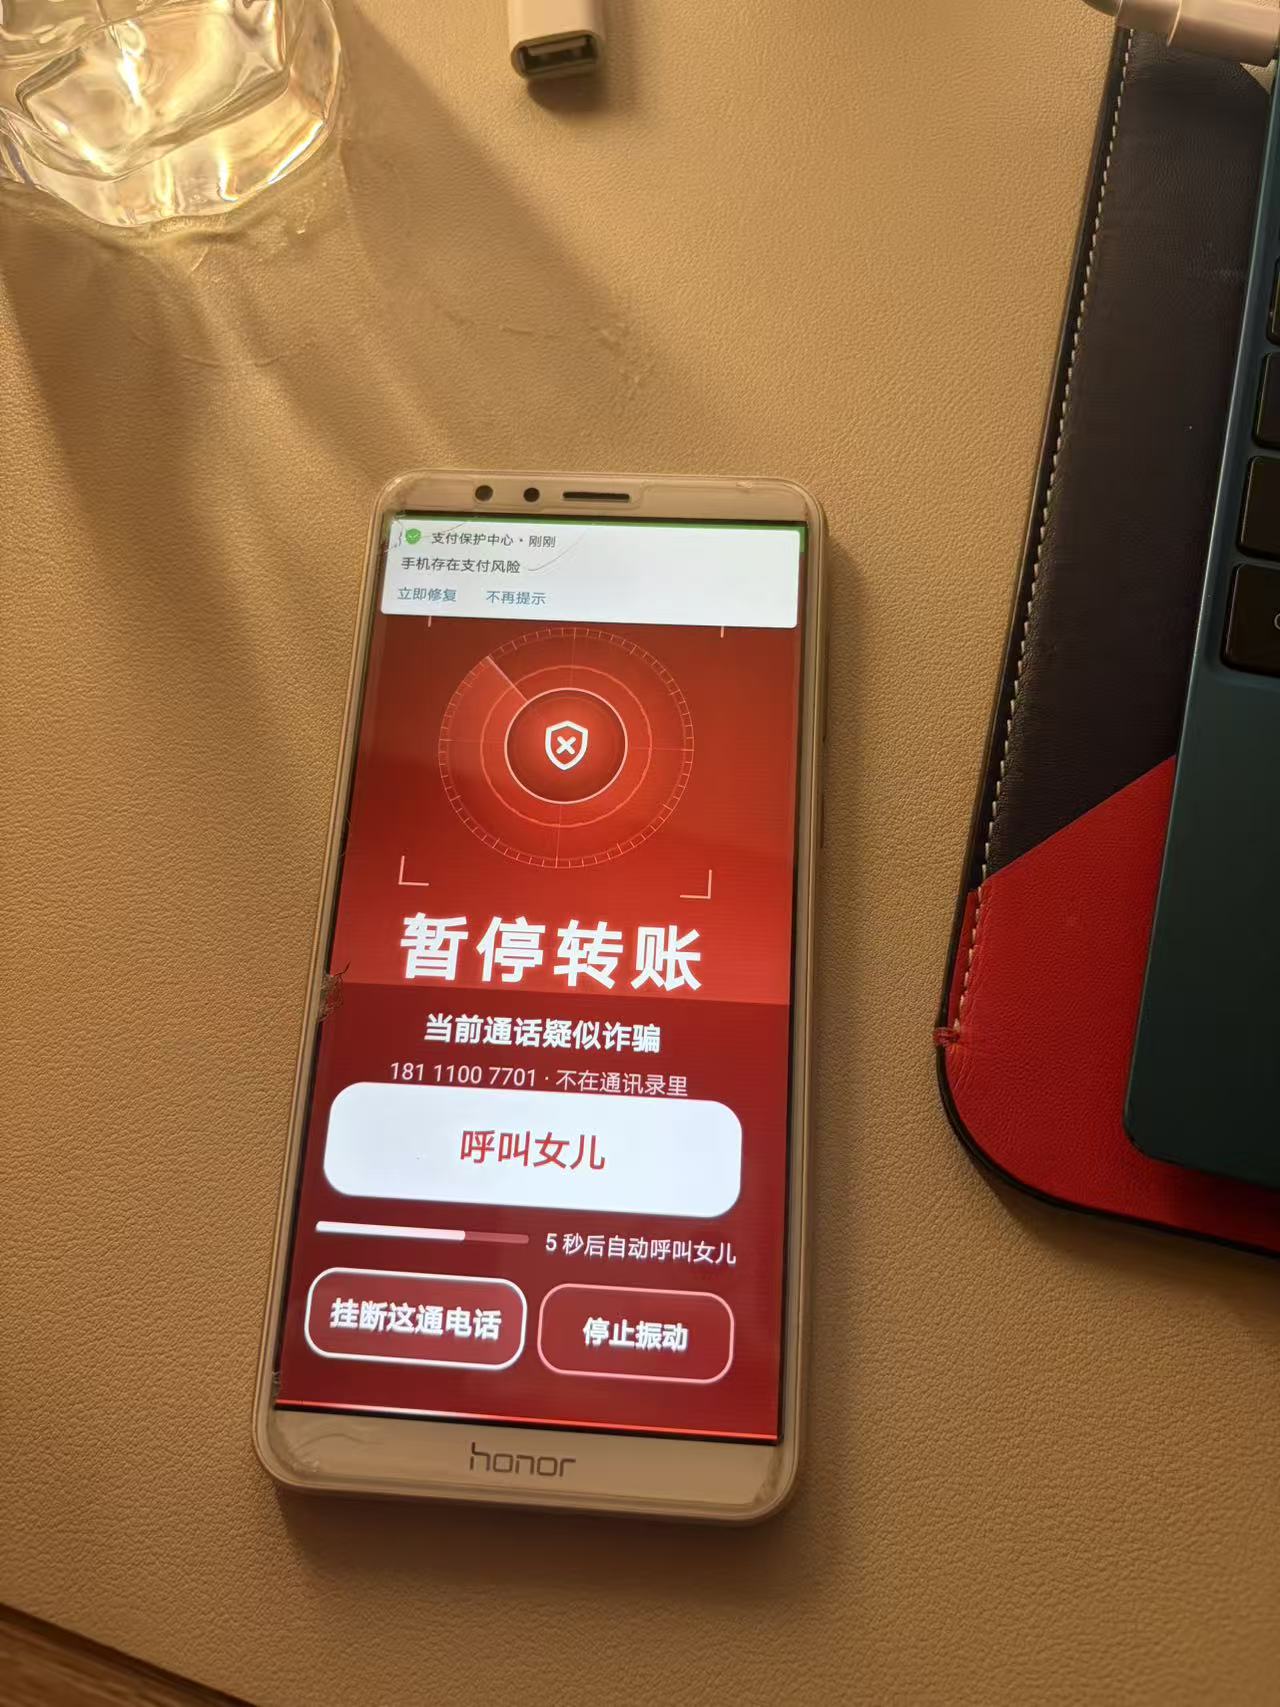 支付保护中心 · 刚刚
手机存在支付风险
立即修复 不再提示
暂停转账
当前通话疑似诈骗
181 1100 7701 · 不在通讯录里
呼叫女儿
5 秒后自动呼叫女儿
挂断这通电话 停止振动
honor